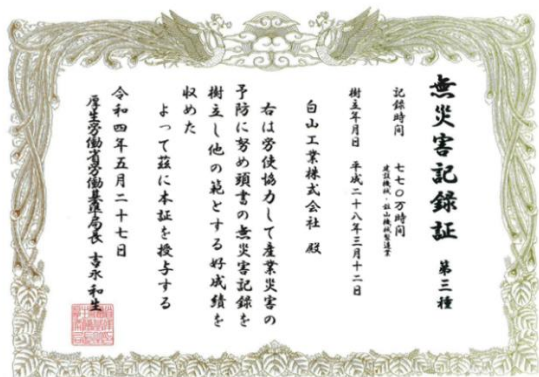 無災害記録証 第三種
記録時間 七七〇万時間
建設機械・鉱山機械製造業
樹立年月日 平成二十八年三月十二日
白山工業株式会社 殿
右は労使協力して産業災害の
予防に努め頭書の無災害記録を
樹立し他の範とする好成績を
収めた
よって茲に本証を授与する
令和四年五月二十七日
厚生労働省労働基準局長 吉永和生